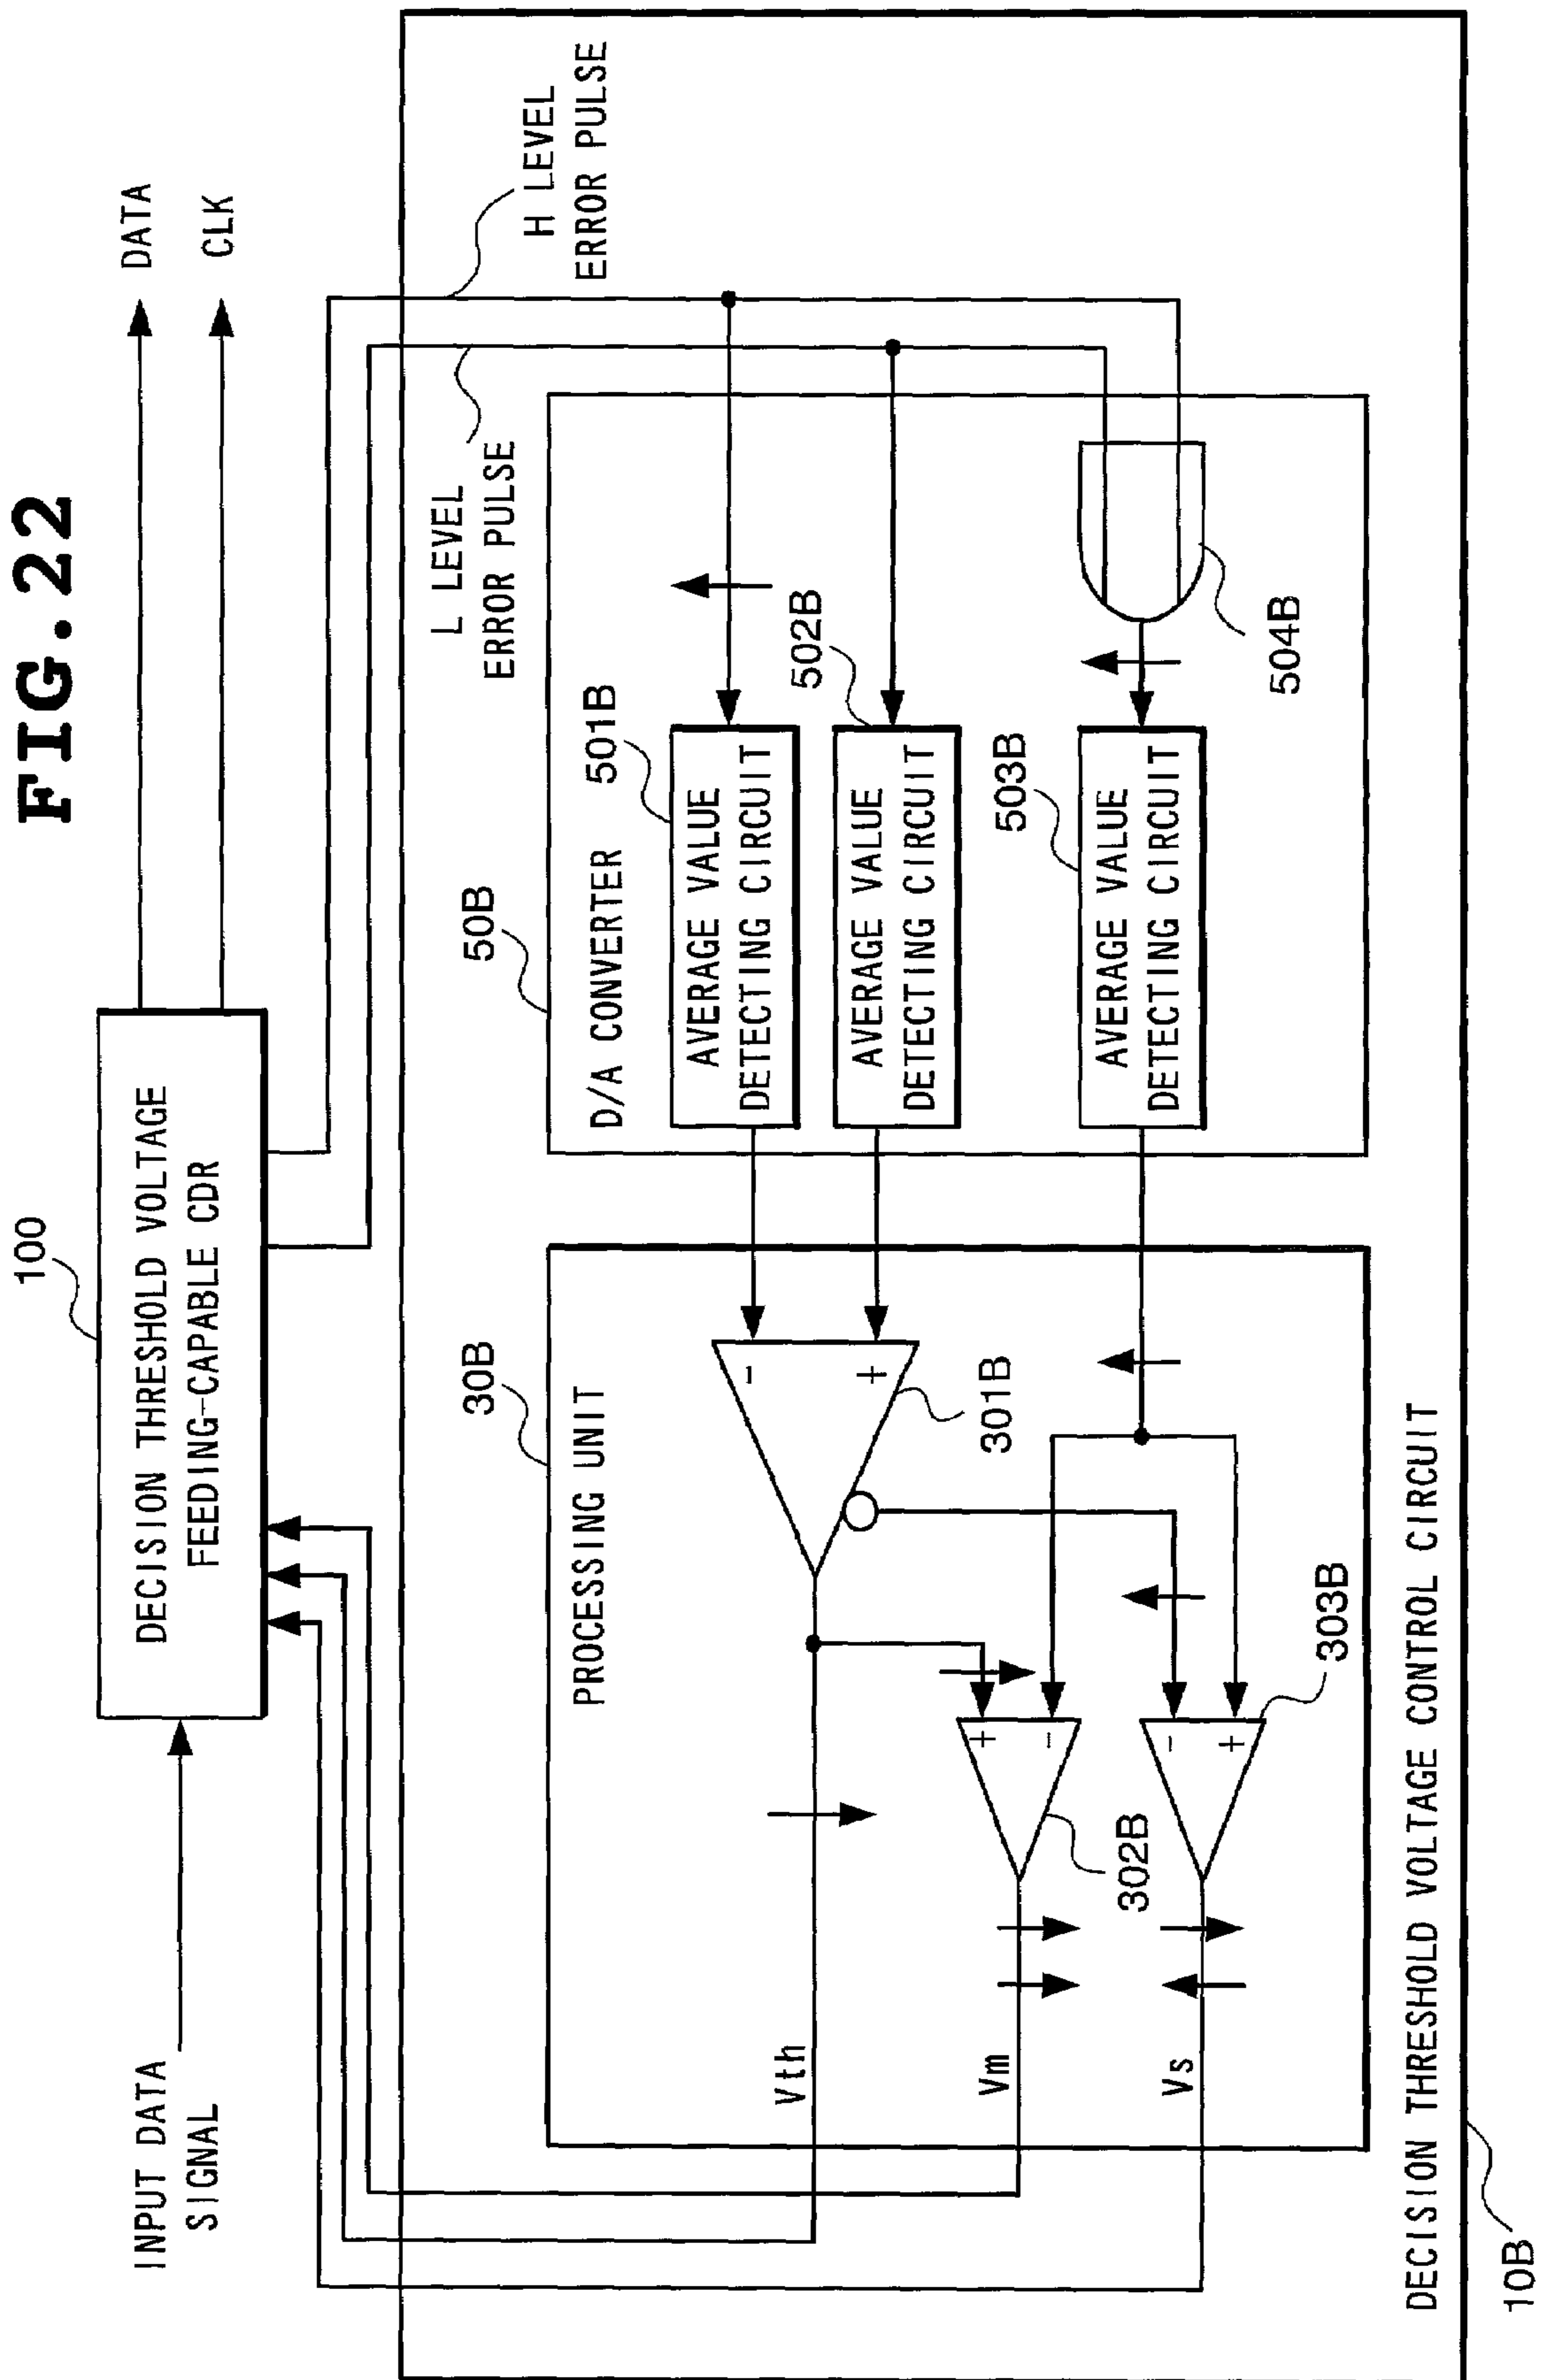 FIG.22
100
DECISION THRESHOLD VOLTAGE
FEEDING-CAPABLE CDR
INPUT DATA
SIGNAL
DATA
CLK
H LEVEL
ERROR PULSE
L LEVEL
ERROR PULSE
50B
D/A CONVERTER
501B
AVERAGE VALUE
DETECTING CIRCUIT
502B
AVERAGE VALUE
DETECTING CIRCUIT
503B
AVERAGE VALUE
DETECTING CIRCUIT
504B
30B
PROCESSING UNIT
-
+
301B
+
-
302B
-
+
303B
Vth
Vm
Vs
DECISION THRESHOLD VOLTAGE CONTROL CIRCUIT
10B